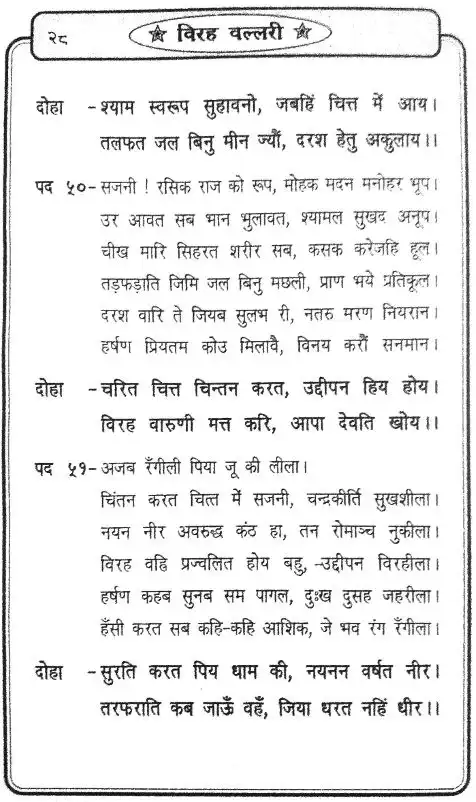 २८
विरह वल्लरी
दोहा -श्याम स्वरूप सुहावनो, जबहिं चित्त में आय।
तलफत जल बिनु मीन ज्यौं, दरश हेतु अकुलाय।।
पद ५०-सजनी ! रसिक राज को रूप, मोहक मदन मनोहर भूप।
उर आवत सब भान भुलावत, श्यामल सुखद अनूप।
चीख मारि सिहरत शरीर सब, कसक करेजहि हूल।
तड़फड़ाति जिमि जल बिनु मछली, प्राण भये प्रतिकूल।
दरश वारि ते जियब सुलभ री, नतरु मरण नियरान।
हर्षण प्रियतम कोउ मिलावै, विनय करौं सनमान।
दोहा -चरित चित्त चिन्तन करत, उद्दीपन हिय होय।
विरह वारुणी मत्त करि, आपा देवति खोय।।
पद ५१-अजब रँगीली पिया जू की लीला।
चिंतन करत चित्त में सजनी, चन्द्रकीर्ति सुखशीला।
नयन नीर अवरुद्ध कंठ हा, तन रोमाञ्च नुकीला।
विरह वह्नि प्रज्वलित होय बहु, -उद्दीपन विरहीला।
हर्षण कहब सुनब सम पागल, दुःख दुसह जहरीला।
हँसी करत सब कहि-कहि आशिक, जे भव रंग रँगीला।
दोहा -सुरति करत पिय धाम की, नयनन वर्षत नीर।
तरफराति कब जाऊँ वहँ, जिया धरत नहिं धीर।।